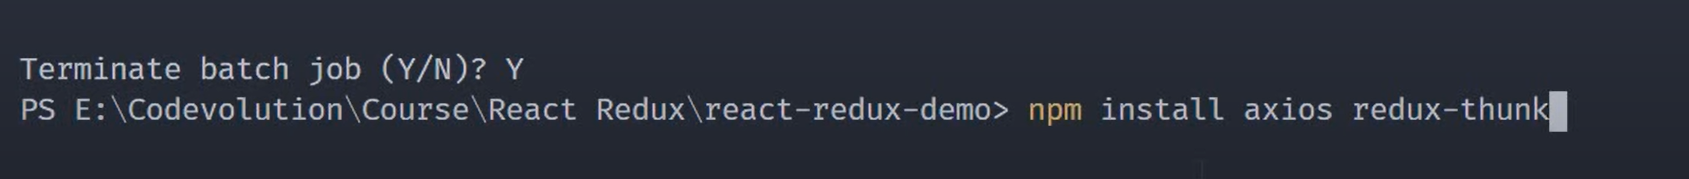 Terminate batch job (Y/N)? Y
PS E:\Codevolution\Course\React Redux\react-redux-demo> npm install axios redux-thunk